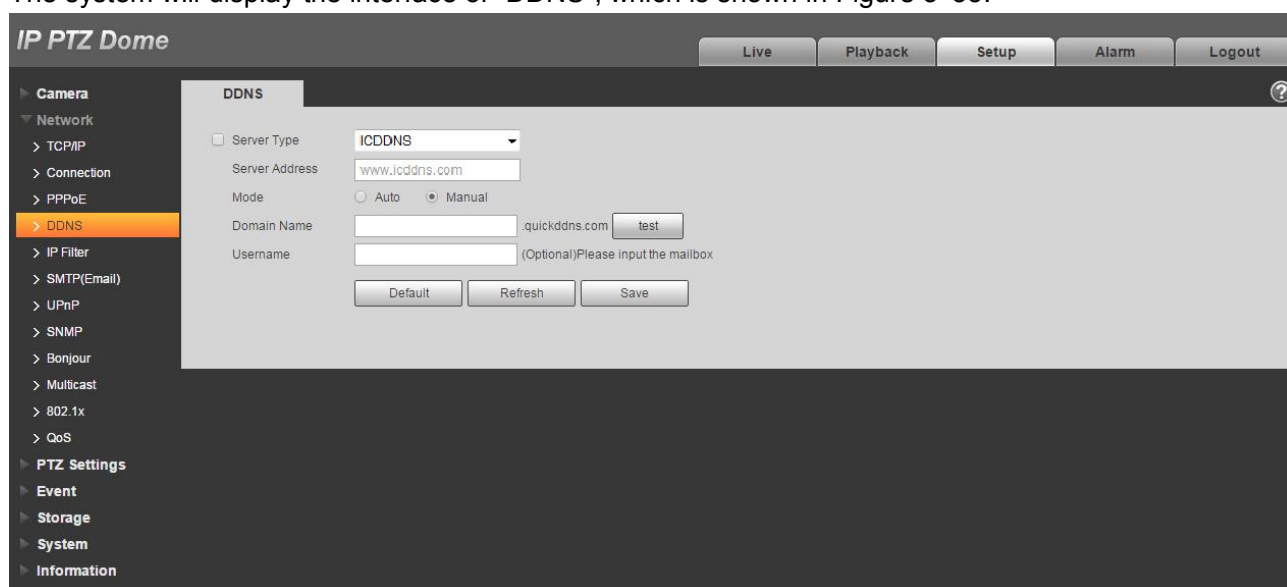 IP PTZ Dome
Live Playback Setup Alarm Logout
Camera
Network
> TCP/IP
> Connection
> PPPoE
> DDNS
> IP Filter
> SMTP(Email)
> UPnP
> SNMP
> Bonjour
> Multicast
> 802.1x
> QoS
PTZ Settings
Event
Storage
System
Information
DDNS
?
Server Type ICDDNS
Server Address www.icddns.com
Mode Auto Manual
Domain Name .quickddns.com test
Username (Optional)Please input the mailbox
Default Refresh Save